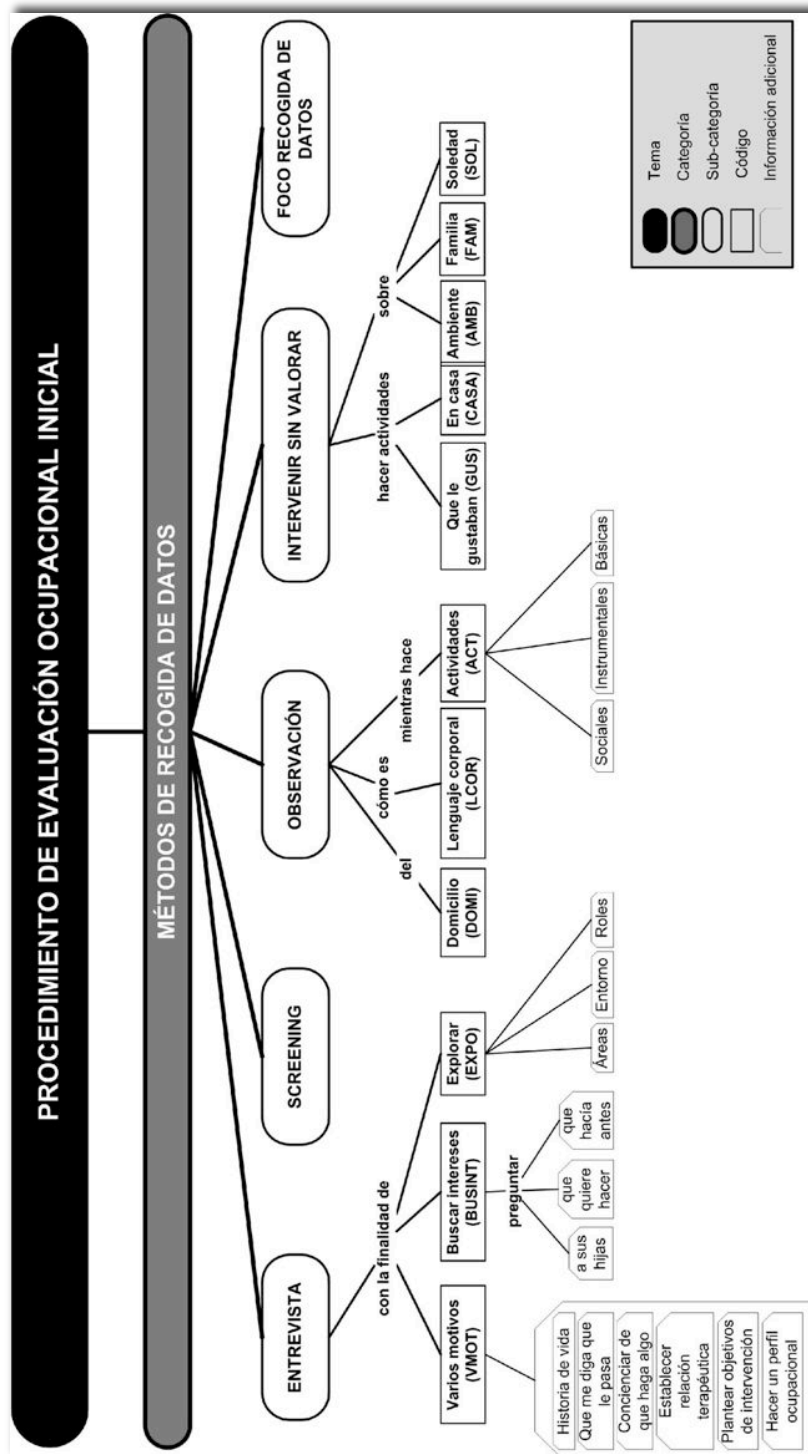 PROCEDIMIENTO DE EVALUACIÓN OCUPACIONAL INICIAL
MÉTODOS DE RECOGIDA DE DATOS
ENTREVISTA
SCREENING
OBSERVACIÓN
INTERVENIR SIN VALORAR
FOCO RECOGIDA DE
DATOS
con la finalidad de
del
cómo es
mientras hace
hacer actividades
sobre
Varios motivos
(VMOT)
Buscar intereses
(BUSINT)
Explorar
(EXPO)
Domicilio
(DOMI)
Lenguaje corporal
(LCOR)
Actividades
(ACT)
Que le
gustaban (GUS)
En casa
(CASA)
Ambiente
(AMB)
Familia
(FAM)
Soledad
(SOL)
preguntar
Historia de vida
Que me diga que
le pasa
Concienciar de
que haga algo
Establecer
relación
terapéutica
Plantear objetivos
de intervención
Hacer un perfil
ocupacional
a sus
hijas
que
quiere
hacer
que
hacía
antes
Áreas
Entorno
Roles
Sociales
Instrumentales
Básicas
Tema
Categoría
Sub-categoría
Código
Información adicional